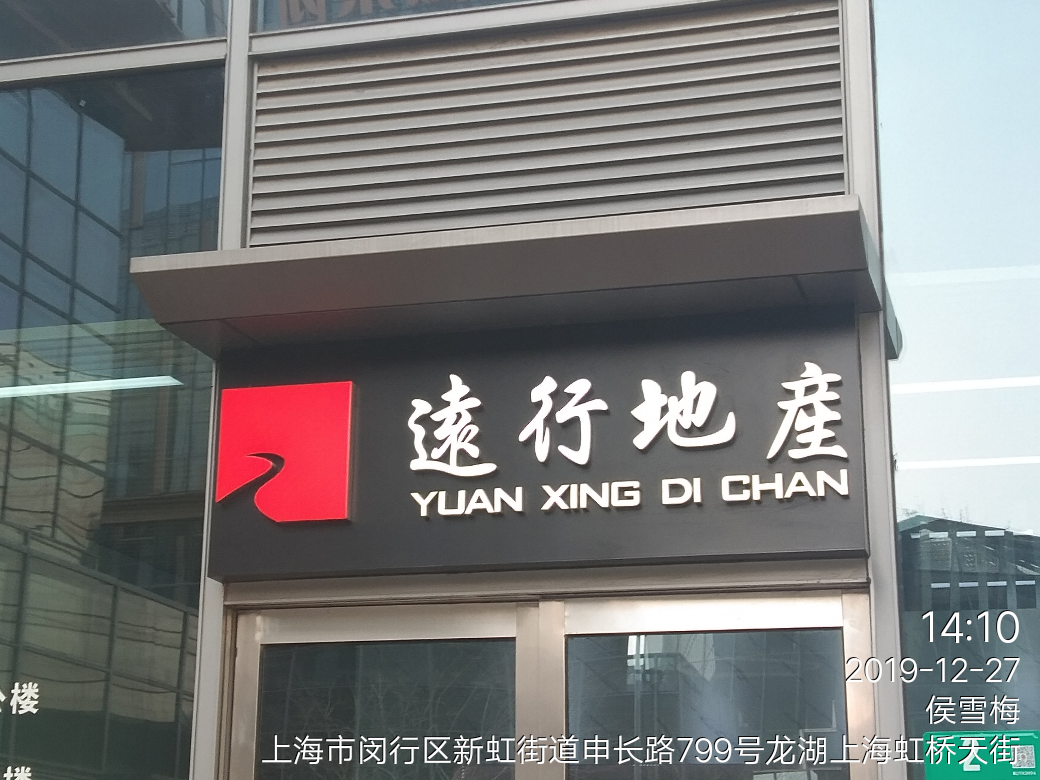 遠行地産
YUAN XING DI CHAN
楼
楼
14:10
2019-12-27
侯雪梅
上海市闵行区新虹街道申长路799号龙湖上海虹桥天街